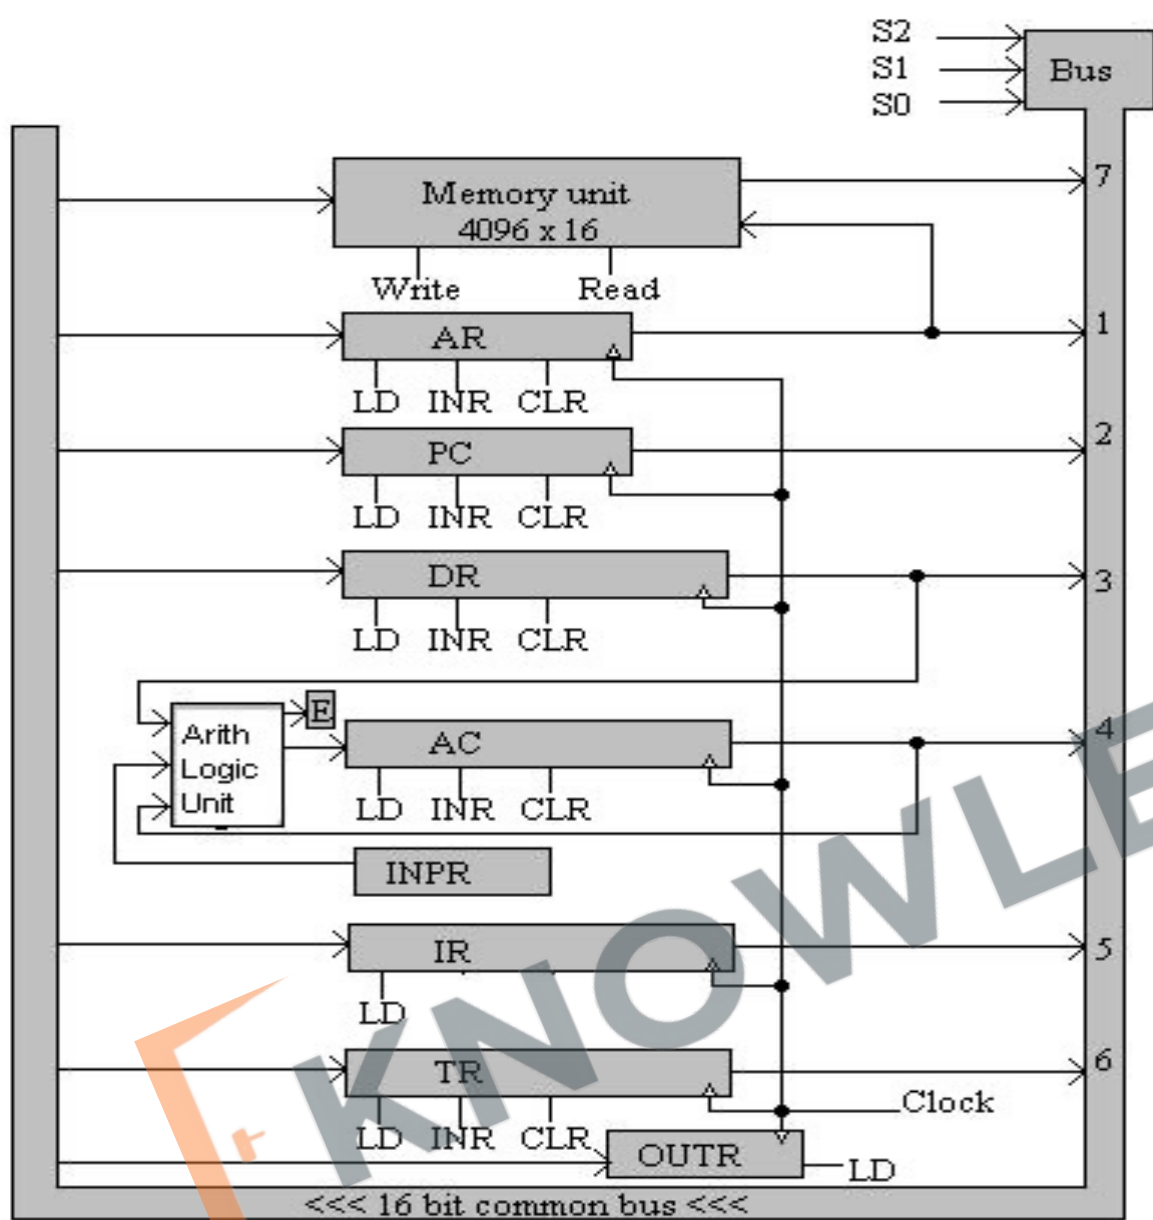 S2
S1
S0
Bus
Memory unit
4096 x 16
7
Write Read
AR
1
LD INR CLR
PC
2
LD INR CLR
DR
3
LD INR CLR
E
Arith
Logic
Unit
AC
4
LD INR CLR
INPR
IR
5
LD
TR
6
Clock
LD INR CLR
OUTR
LD
<<< 16 bit common bus <<<
KNOWLE